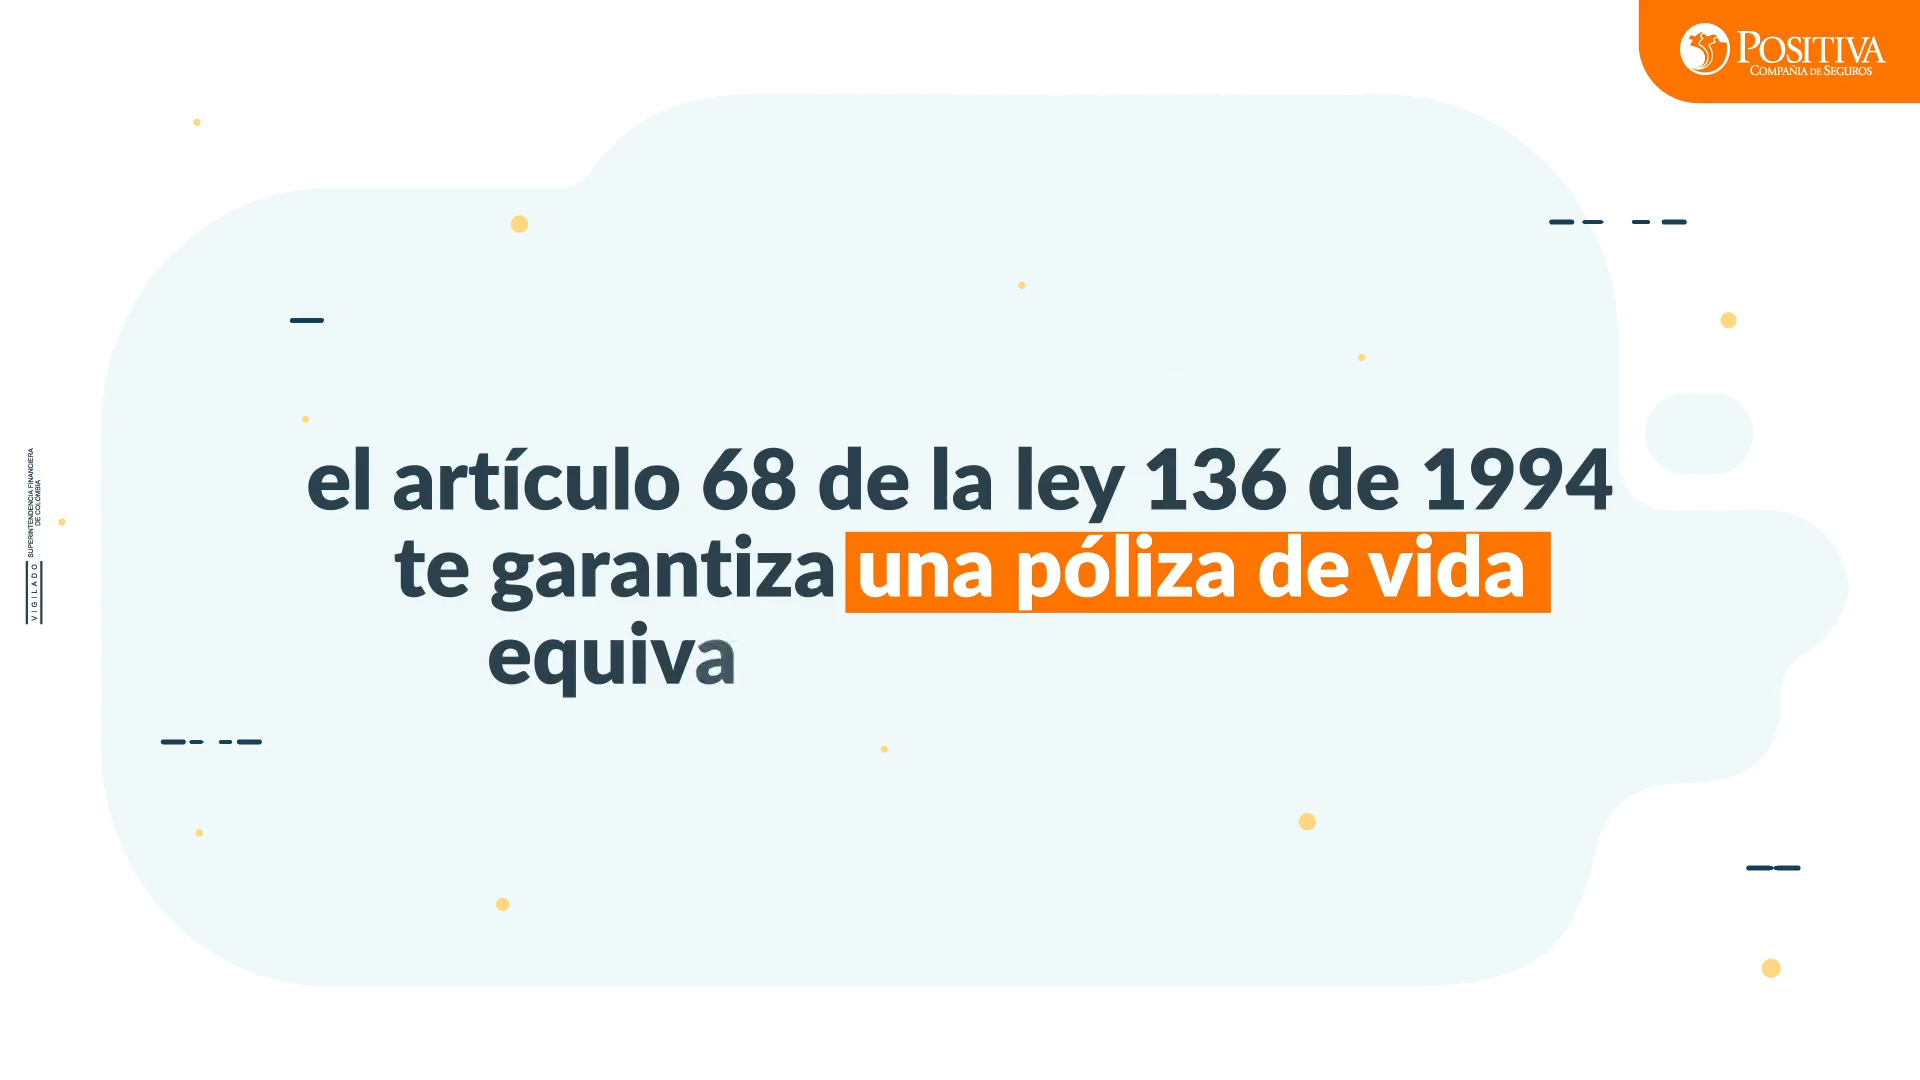 POSITIVA
COMPAÑIA DE SEGUROS
el artículo 68 de la ley 136 de 1994
te garantiza una póliza de vida
equiva
VIGILADO SUPERINTENDENCIA FINANCIERA
DE COLOMBIA